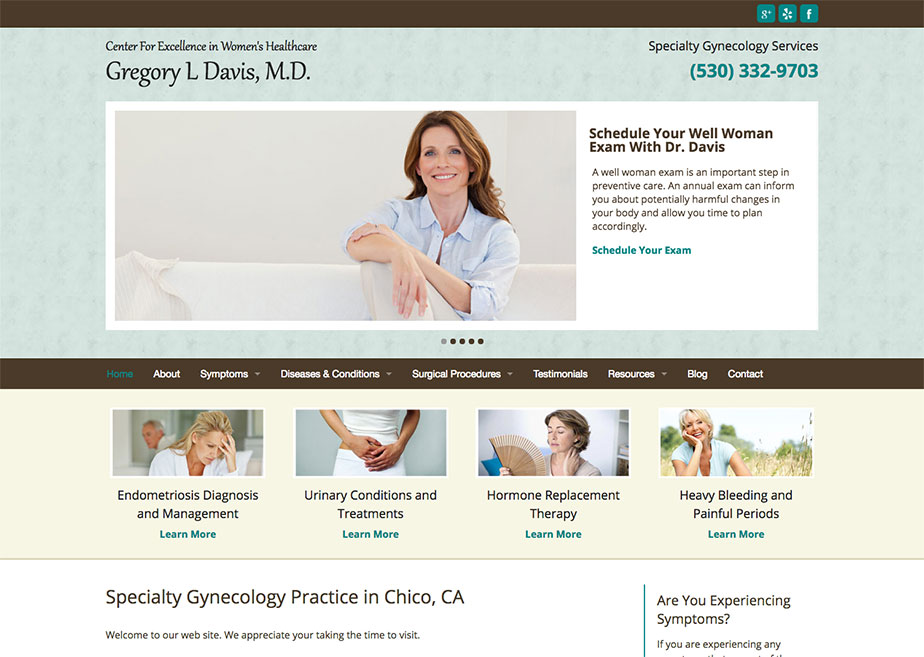 g+ f
Center For Excellence in Women's Healthcare
Gregory L Davis, M.D.
Specialty Gynecology Services
(530) 332-9703
Schedule Your Well Woman
Exam With Dr. Davis
A well woman exam is an important step in
preventive care. An annual exam can inform
you about potentially harmful changes in
your body and allow you time to plan
accordingly.
Schedule Your Exam
Home About Symptoms Diseases & Conditions Surgical Procedures Testimonials Resources Blog Contact
Endometriosis Diagnosis
and Management
Learn More
Urinary Conditions and
Treatments
Learn More
Hormone Replacement
Therapy
Learn More
Heavy Bleeding and
Painful Periods
Learn More
Specialty Gynecology Practice in Chico, CA
Welcome to our web site. We appreciate your taking the time to visit.
Are You Experiencing
Symptoms?
If you are experiencing any